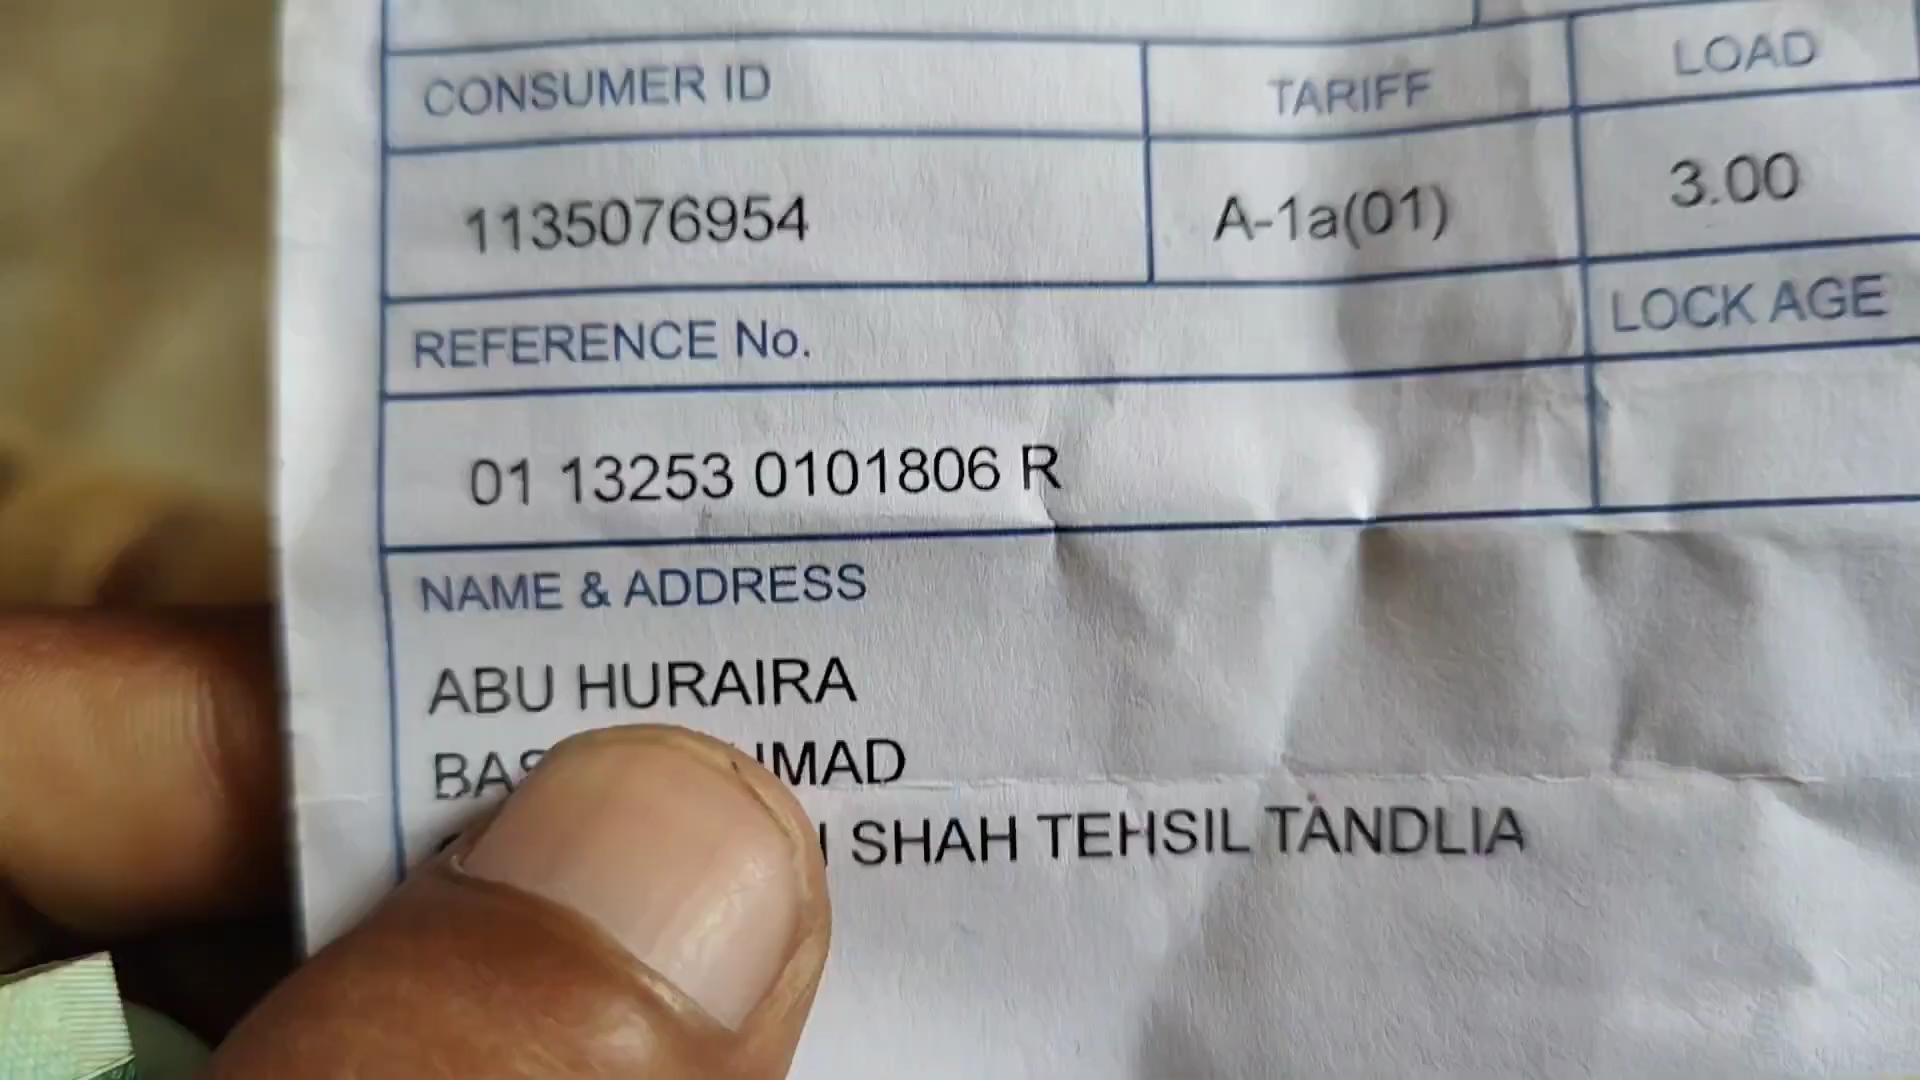 CONSUMER ID TARIFF LOAD
1135076954 A-1a(01) 3.00
REFERENCE No. LOCK AGE
01 13253 0101806 R
NAME & ADDRESS
ABU HURAIRA
SHAH TEHSIL TANDLIA